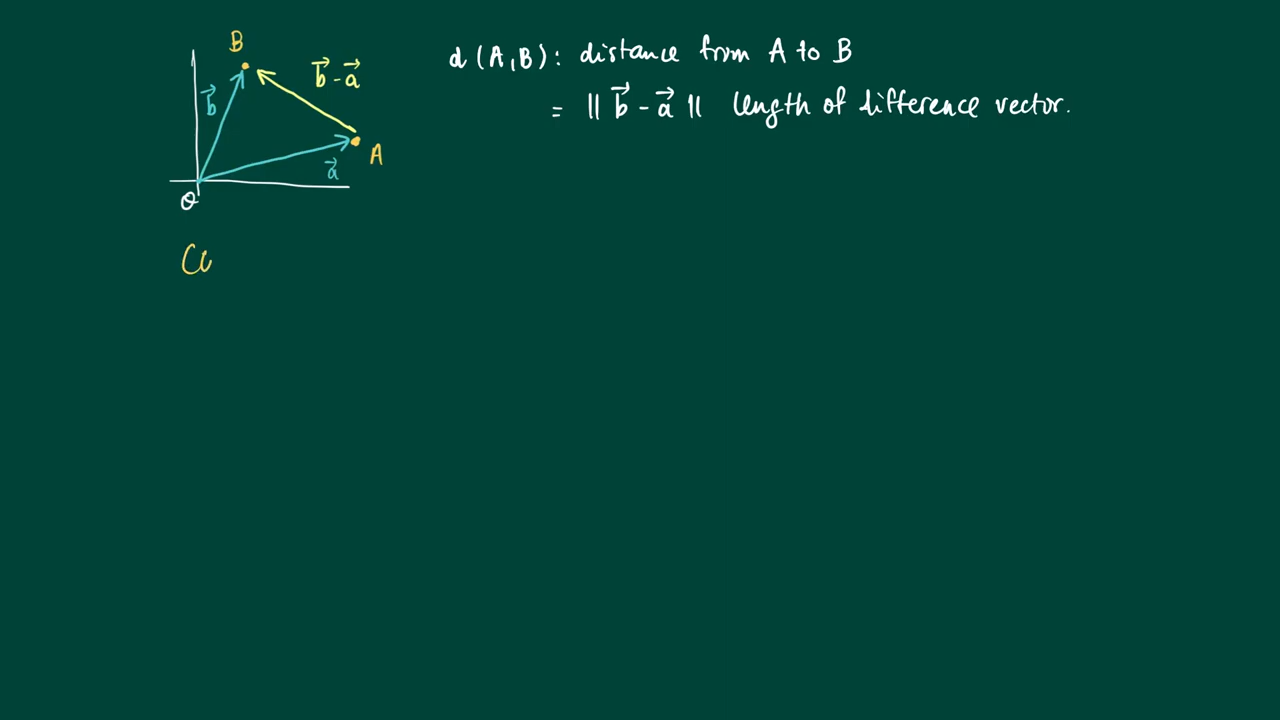 B
b⃗ - a⃗
b⃗
A
a⃗
O
d (A,B): distance from A to B
= || b⃗ - a⃗ || length of difference vector.